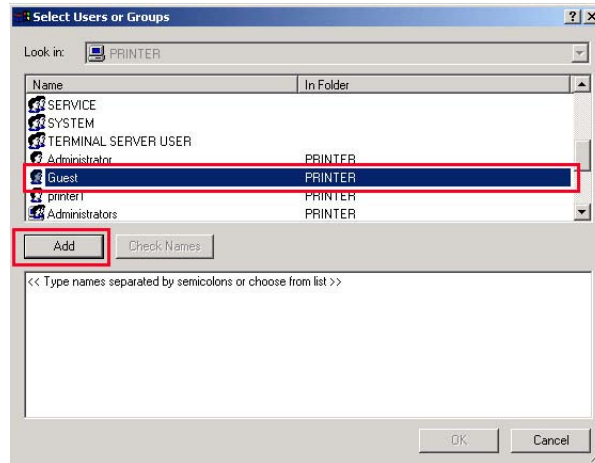 Select Users or Groups
Look in: PRINTER
Name In Folder
SERVICE
SYSTEM
TERMINAL SERVER USER
Administrator PRINTER
Guest PRINTER
printer1 PRINTER
Administrators PRINTER
Add Check Names
<< Type names separated by semicolons or choose from list >>
OK Cancel